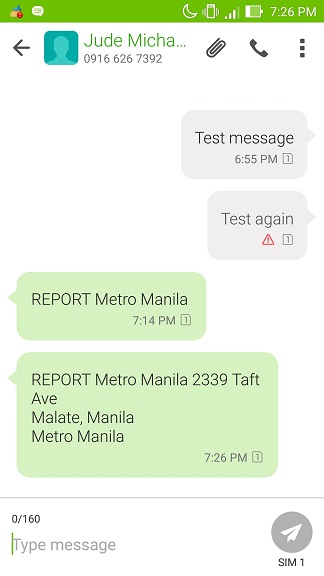 7:26 PM
Jude Micha...
0916 626 7392
Test message
6:55 PM 1
Test again
1
REPORT Metro Manila
7:14 PM 1
REPORT Metro Manila 2339 Taft
Ave
Malate, Manila
Metro Manila
7:26 PM 1
0/160
Type message
SIM 1